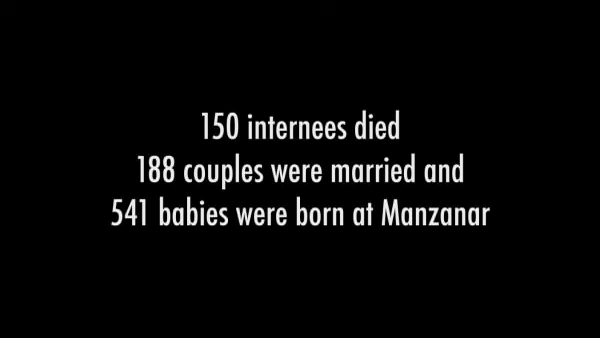 150 internees died
188 couples were married and
541 babies were born at Manzanar